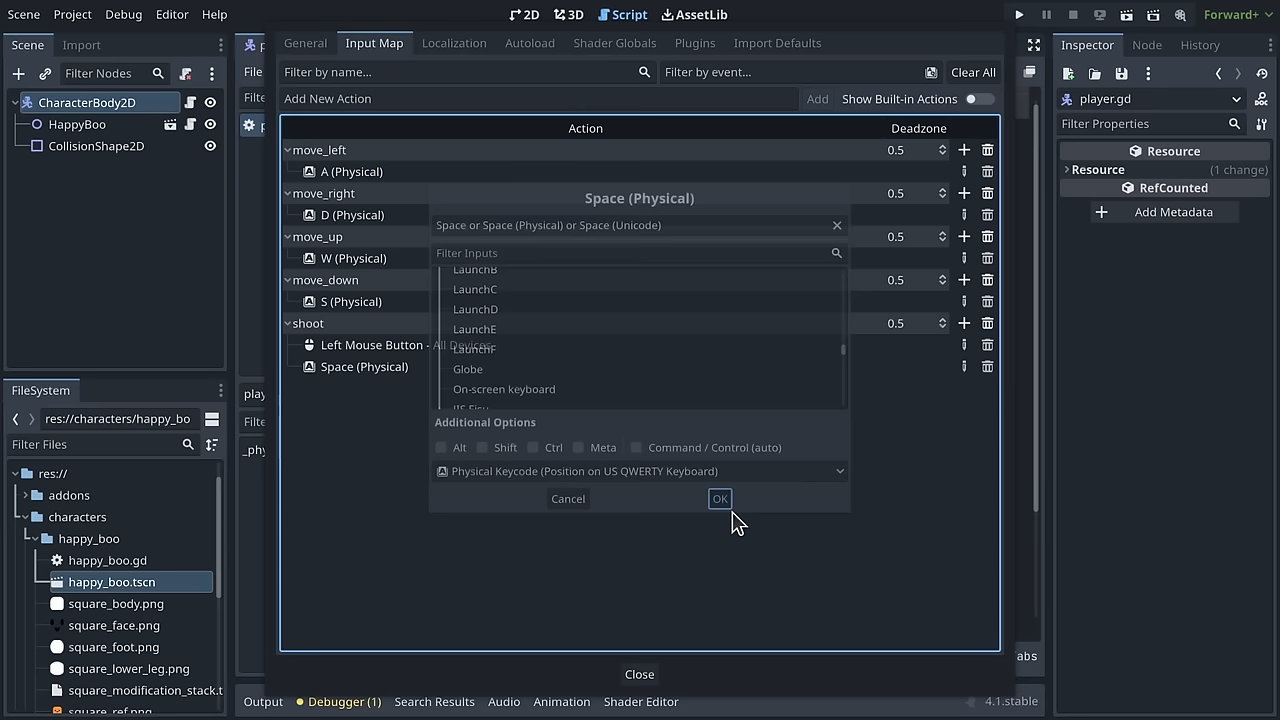 Scene Project Debug Editor Help 2D 3D Script AssetLib Forward+
Scene Import
Filter Nodes
CharacterBody2D
HappyBoo
CollisionShape2D
FileSystem
res://characters/happy_bo
Filter Files
res://
addons
characters
happy_boo
happy_boo.gd
happy_boo.tscn
square_body.png
square_face.png
square_foot.png
square_lower_leg.png
square_modification_stack.t
square_ref.png
File
General Input Map Localization Autoload Shader Globals Plugins Import Defaults
Filter by name... Filter by event... Clear All
Add New Action Add Show Built-in Actions
Action Deadzone
move_left 0.5
A (Physical)
move_right 0.5
D (Physical)
move_up 0.5
W (Physical)
move_down 0.5
S (Physical)
shoot 0.5
Left Mouse Button - All Devices
Space (Physical)
Space (Physical)
Space or Space (Physical) or Space (Unicode)
Filter Inputs
LaunchB
LaunchC
LaunchD
LaunchE
LaunchF
Globe
On-screen keyboard
Additional Options
Alt Shift Ctrl Meta Command / Control (auto)
Physical Keycode (Position on US QWERTY Keyboard)
Cancel OK
Close
Output Debugger (1) Search Results Audio Animation Shader Editor 4.1.stable
Inspector Node History
player.gd
Filter Properties
Resource
Resource (1 change)
RefCounted
Add Metadata